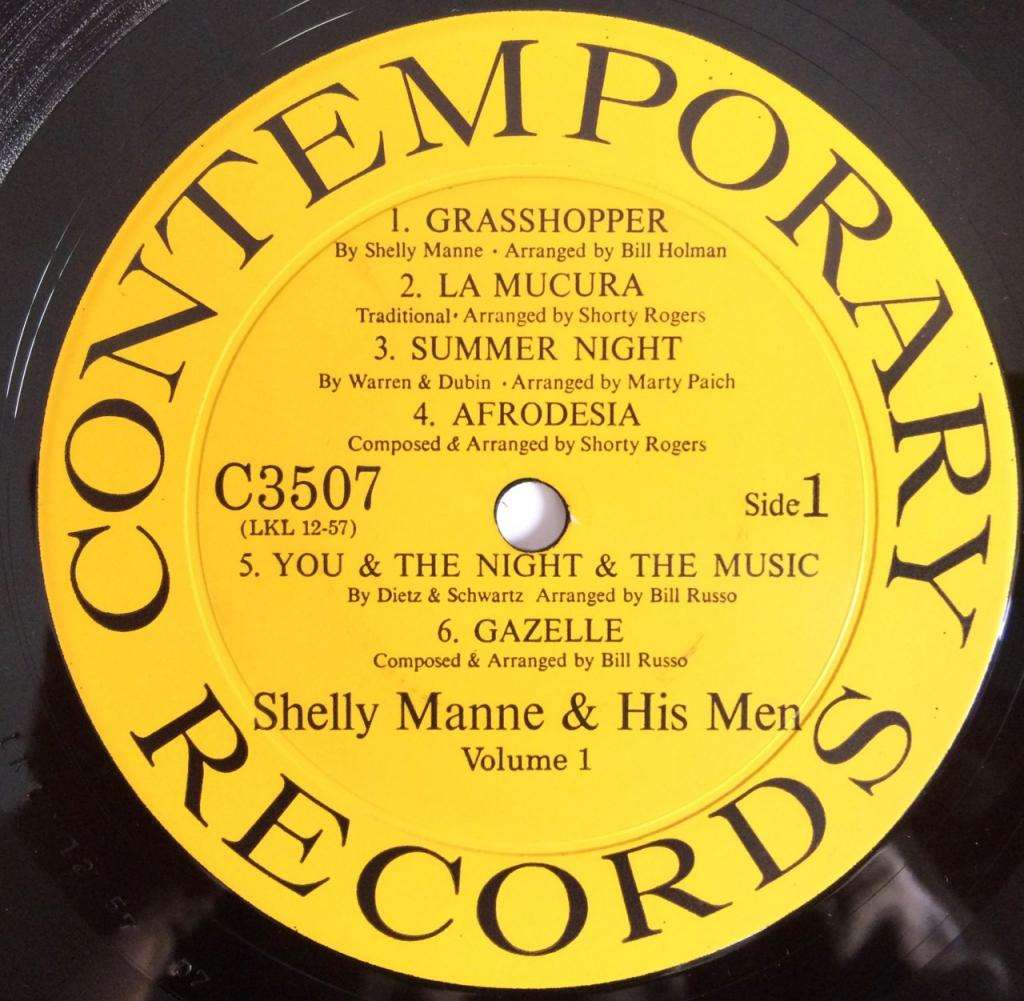 CONTEMPORARY
1. GRASSHOPPER
By Shelly Manne · Arranged by Bill Holman
2. LA MUCURA
Traditional · Arranged by Shorty Rogers
3. SUMMER NIGHT
By Warren & Dubin · Arranged by Marty Paich
4. AFRODESIA
Composed & Arranged by Shorty Rogers
C3507
(LKL 12-57)
Side 1
5. YOU & THE NIGHT & THE MUSIC
By Dietz & Schwartz Arranged by Bill Russo
6. GAZELLE
Composed & Arranged by Bill Russo
Shelly Manne & His Men
Volume 1
RECORDS